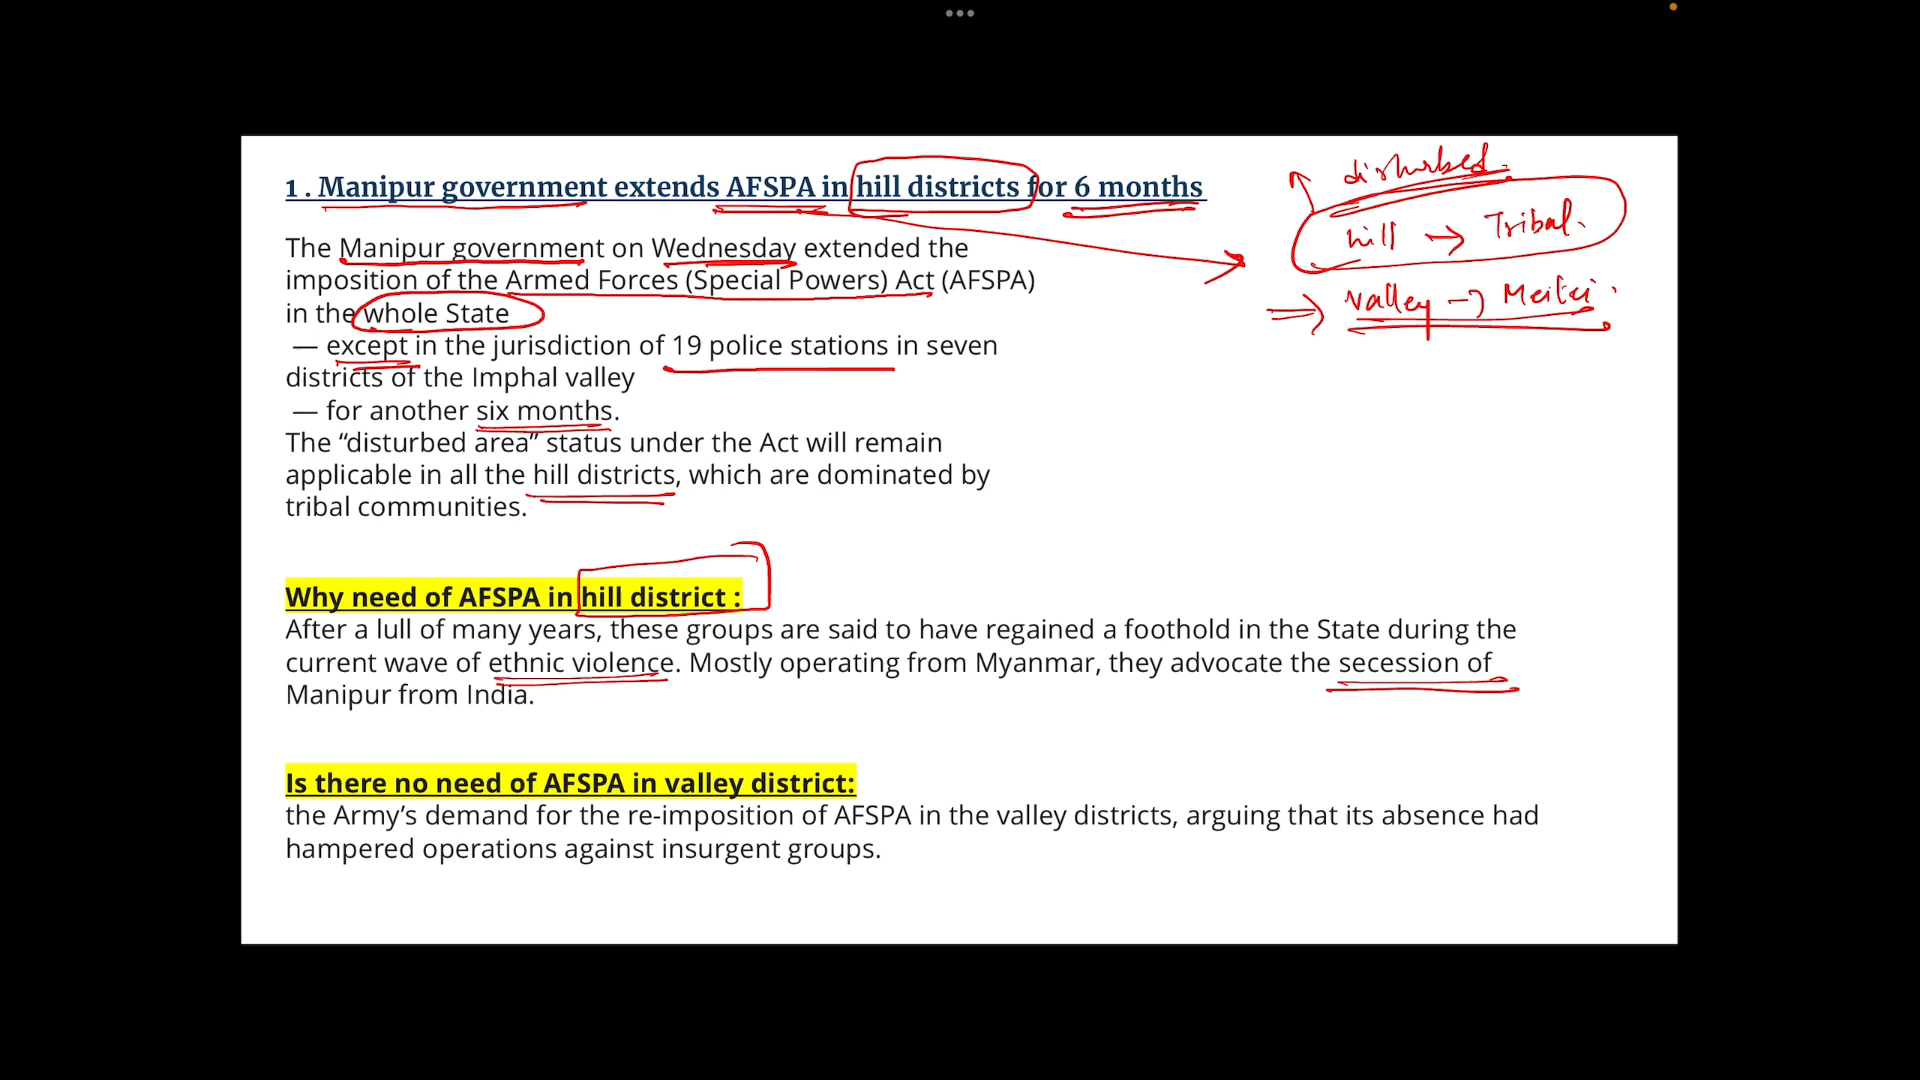 1 . Manipur government extends AFSPA in hill districts for 6 months
disturbed
hill → Tribal.
⇒ Valley → Meitei.
The Manipur government on Wednesday extended the
imposition of the Armed Forces (Special Powers) Act (AFSPA)
in the whole State
— except in the jurisdiction of 19 police stations in seven
districts of the Imphal valley
— for another six months.
The “disturbed area” status under the Act will remain
applicable in all the hill districts, which are dominated by
tribal communities.
Why need of AFSPA in hill district :
After a lull of many years, these groups are said to have regained a foothold in the State during the
current wave of ethnic violence. Mostly operating from Myanmar, they advocate the secession of
Manipur from India.
Is there no need of AFSPA in valley district:
the Army’s demand for the re-imposition of AFSPA in the valley districts, arguing that its absence had
hampered operations against insurgent groups.